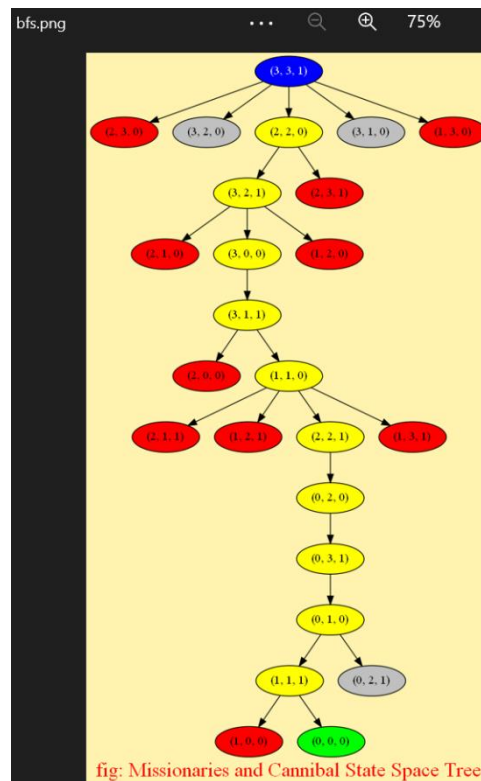 bfs.png ... 75%
(3, 3, 1)
(2, 3, 0) (3, 2, 0) (2, 2, 0) (3, 1, 0) (1, 3, 0)
(3, 2, 1) (2, 3, 1)
(2, 1, 0) (3, 0, 0) (1, 2, 0)
(3, 1, 1)
(2, 0, 0) (1, 1, 0)
(2, 1, 1) (1, 2, 1) (2, 2, 1) (1, 3, 1)
(0, 2, 0)
(0, 3, 1)
(0, 1, 0)
(1, 1, 1) (0, 2, 1)
(1, 0, 0) (0, 0, 0)
fig: Missionaries and Cannibal State Space Tree